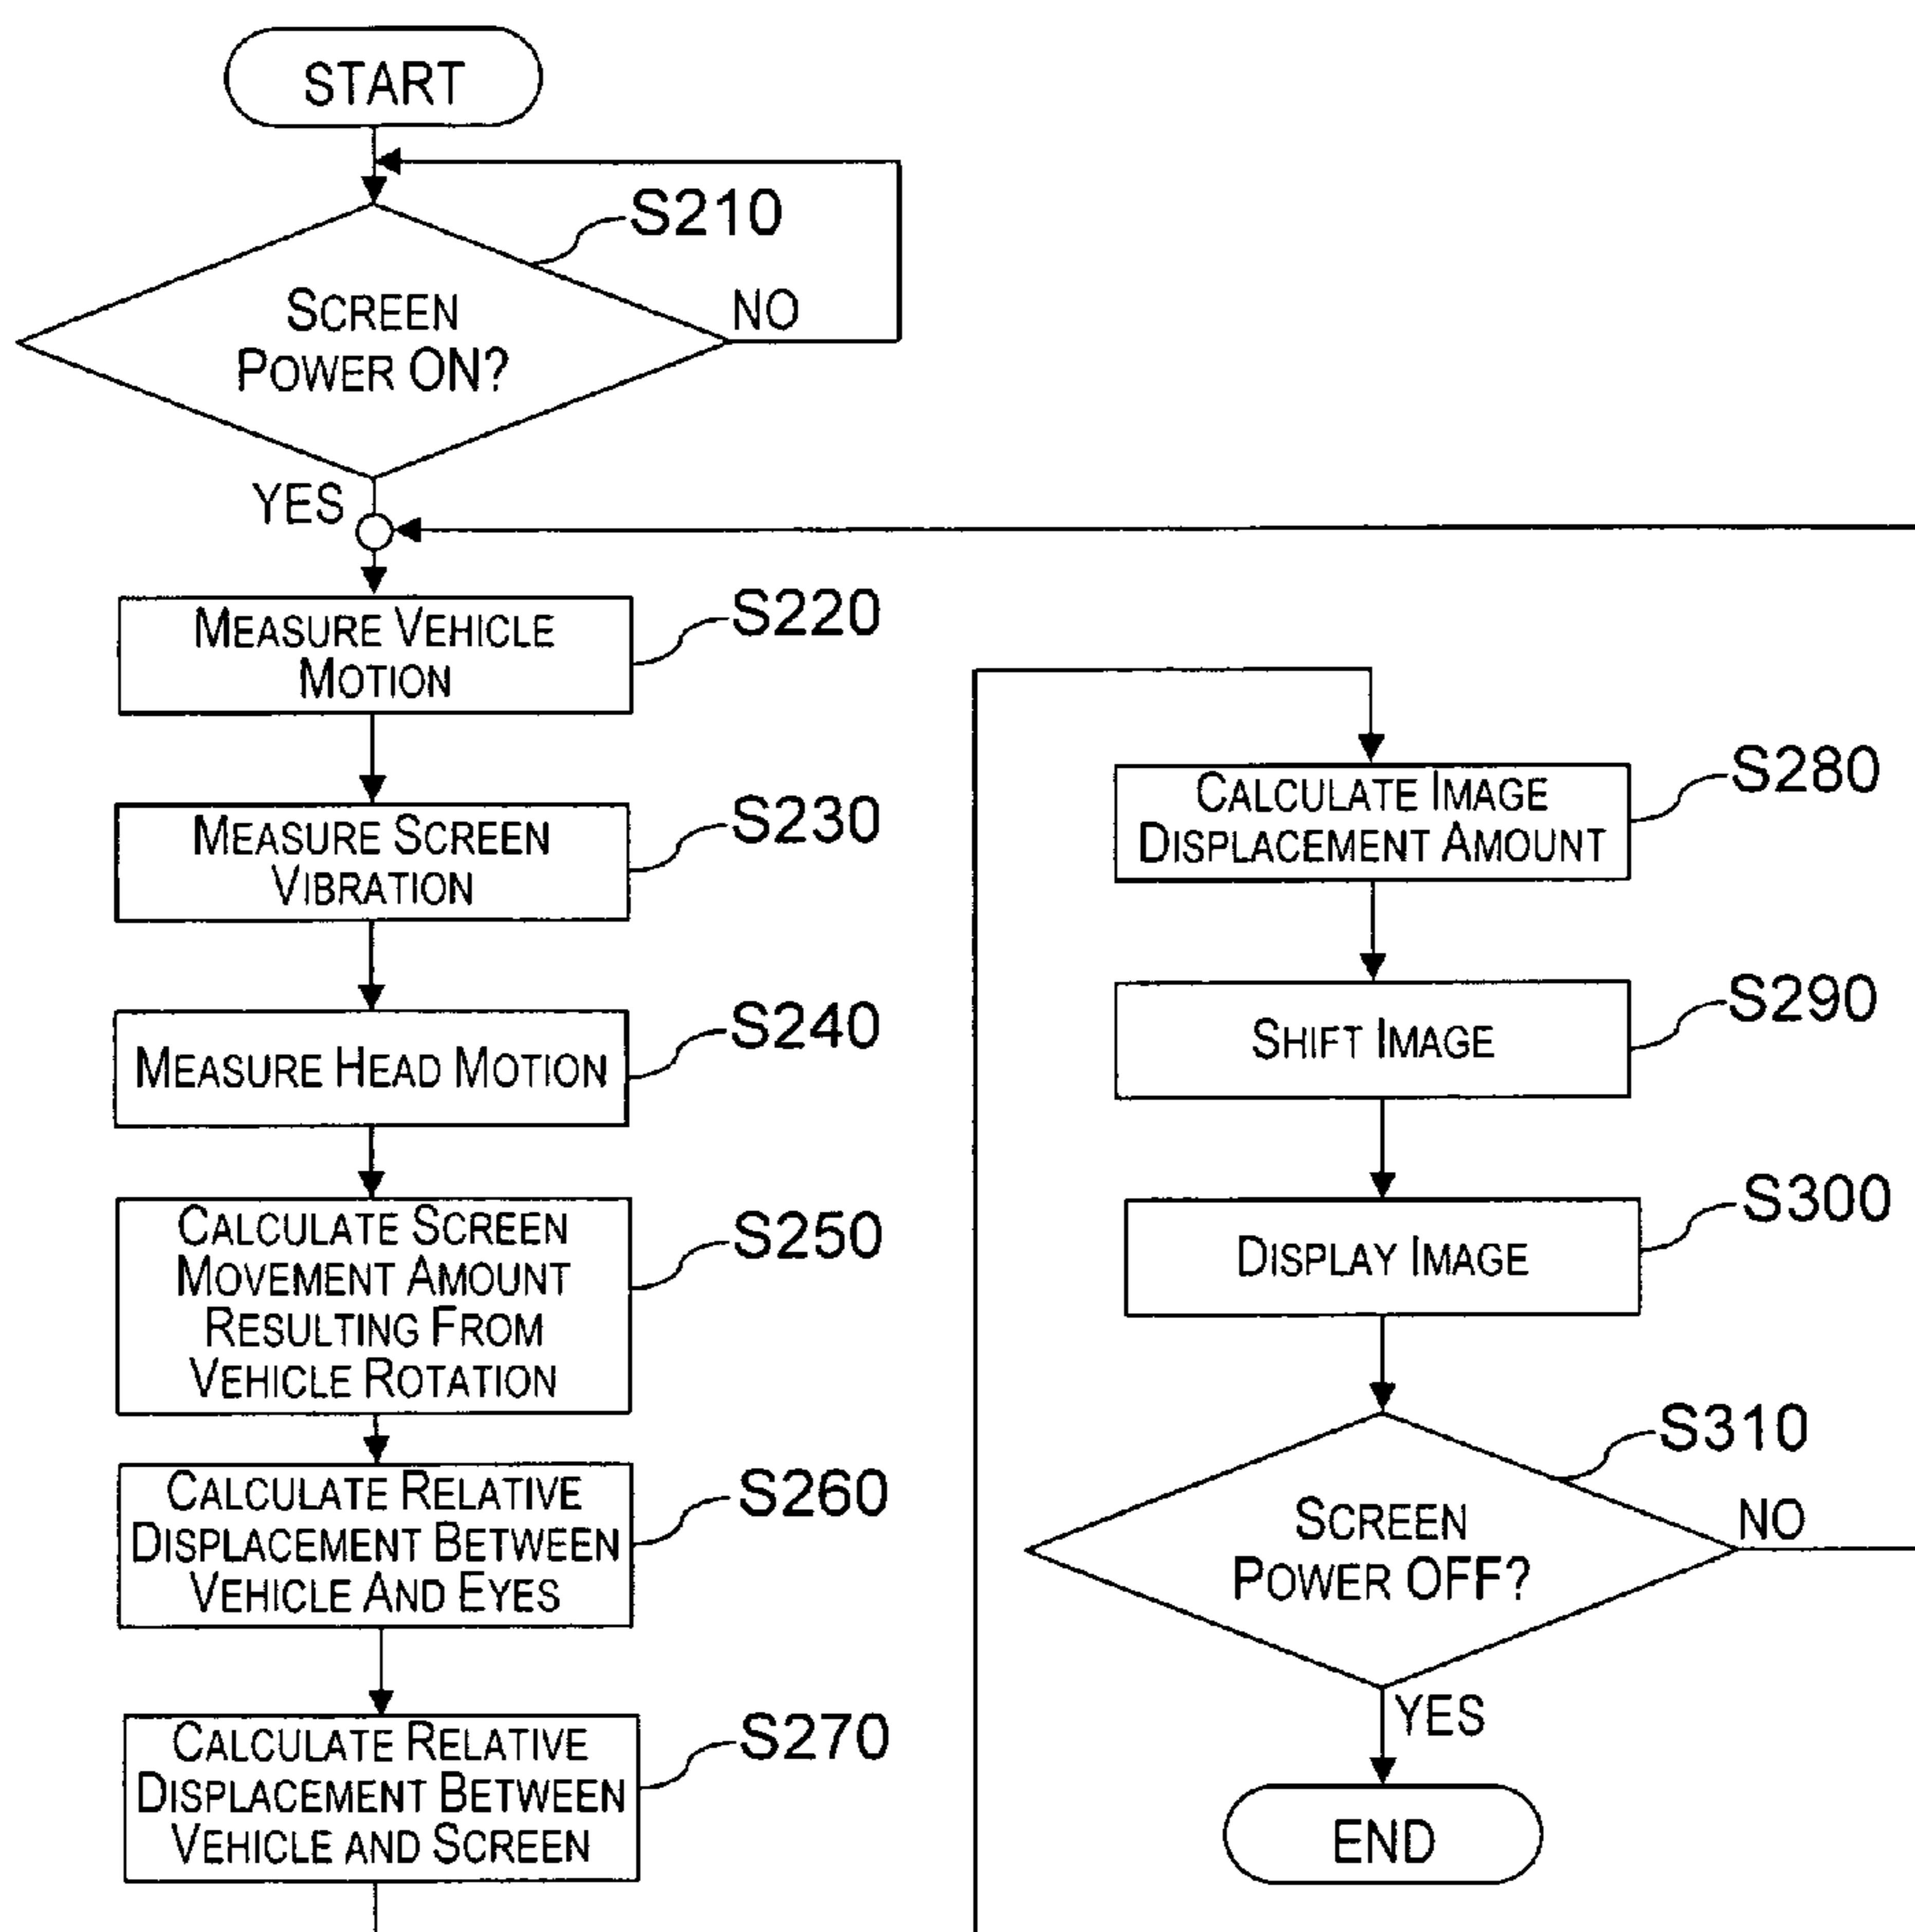 START
S210
SCREEN
POWER ON?
NO
YES
MEASURE VEHICLE
MOTION
S220
MEASURE SCREEN
VIBRATION
S230
MEASURE HEAD MOTION
S240
CALCULATE SCREEN
MOVEMENT AMOUNT
RESULTING FROM
VEHICLE ROTATION
S250
CALCULATE RELATIVE
DISPLACEMENT BETWEEN
VEHICLE AND EYES
S260
CALCULATE RELATIVE
DISPLACEMENT BETWEEN
VEHICLE AND SCREEN
S270
CALCULATE IMAGE
DISPLACEMENT AMOUNT
S280
SHIFT IMAGE
S290
DISPLAY IMAGE
S300
S310
SCREEN
POWER OFF?
NO
YES
END